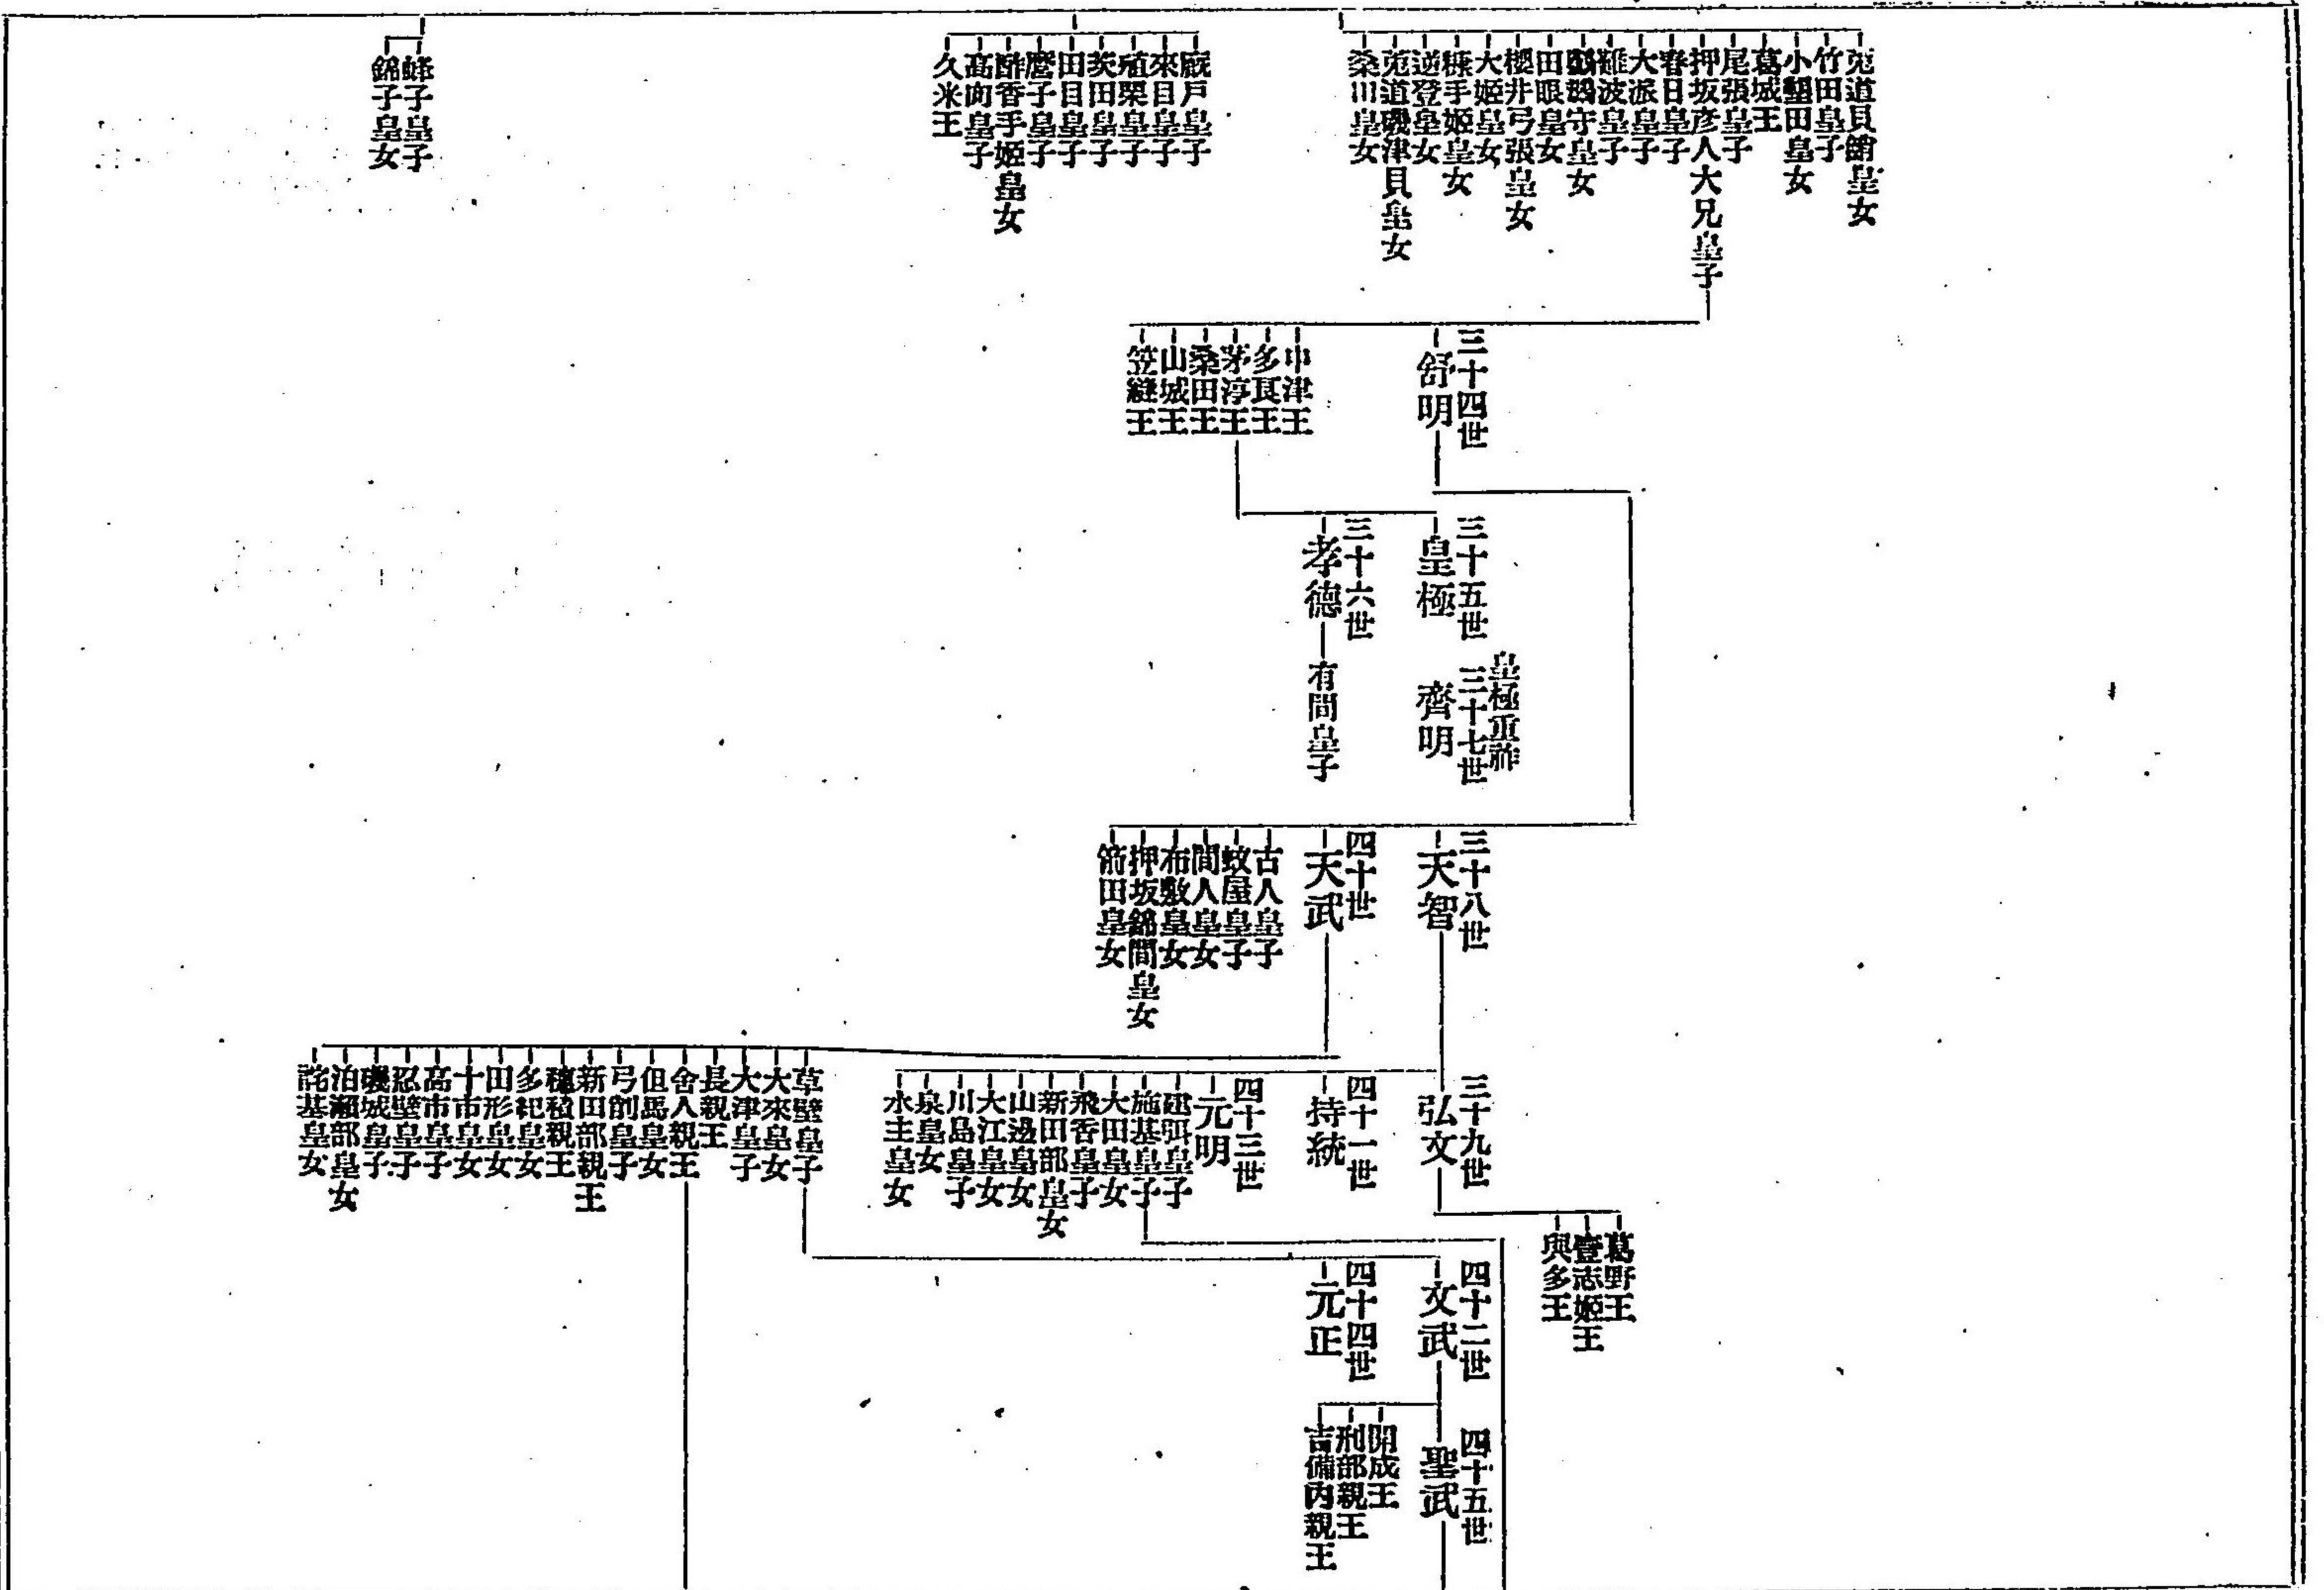 菟道貝鮹皇女
竹田皇子
小墾田皇女
葛城王
尾張皇子
押坂彦人大兄皇子
春日皇子
大派皇子
難波皇子
鸕鷀守皇女
田眼皇女
櫻井弓張皇女
大姬皇女
糠手姬皇女
逆登皇女
菟道磯津貝皇女
桑田皇女
廐戸皇子
來目皇子
殖栗皇子
茨田皇子
田目皇子
麿子皇子
酢香手姬皇女
高向皇子
久米王
蜂子皇子
錦子皇女
三十四世
舒明
中津王
多良王
茅渟王
桑田王
山城王
笠縫王
皇極重祚
三十五世
皇極
三十七世
齊明
三十六世
孝德
有間皇子
三十八世
天智
四十世
天武
古人皇子
蚊屋皇子
間人皇女
布敷皇女
押坂錦間皇女
箭田皇女
三十九世
弘文
四十一世
持統
四十三世
元明
建皇子
施基皇子
大田皇女
飛香皇子
新田部皇女
山邊皇女
大江皇女
川島皇子
泉皇女
水主皇女
草壁皇子
大來皇女
大津皇子
長親王
舍人親王
但馬皇女
弓削皇子
新田部親王
穗積親王
多紀皇女
田形皇女
十市皇女
高市皇子
忍壁皇子
磯城皇子
泊瀨部皇女
詫基皇女
葛野王
壹志姬王
與多王
四十二世
文武
四十四世
元正
四十五世
聖武
開成王
刑部親王
吉備內親王